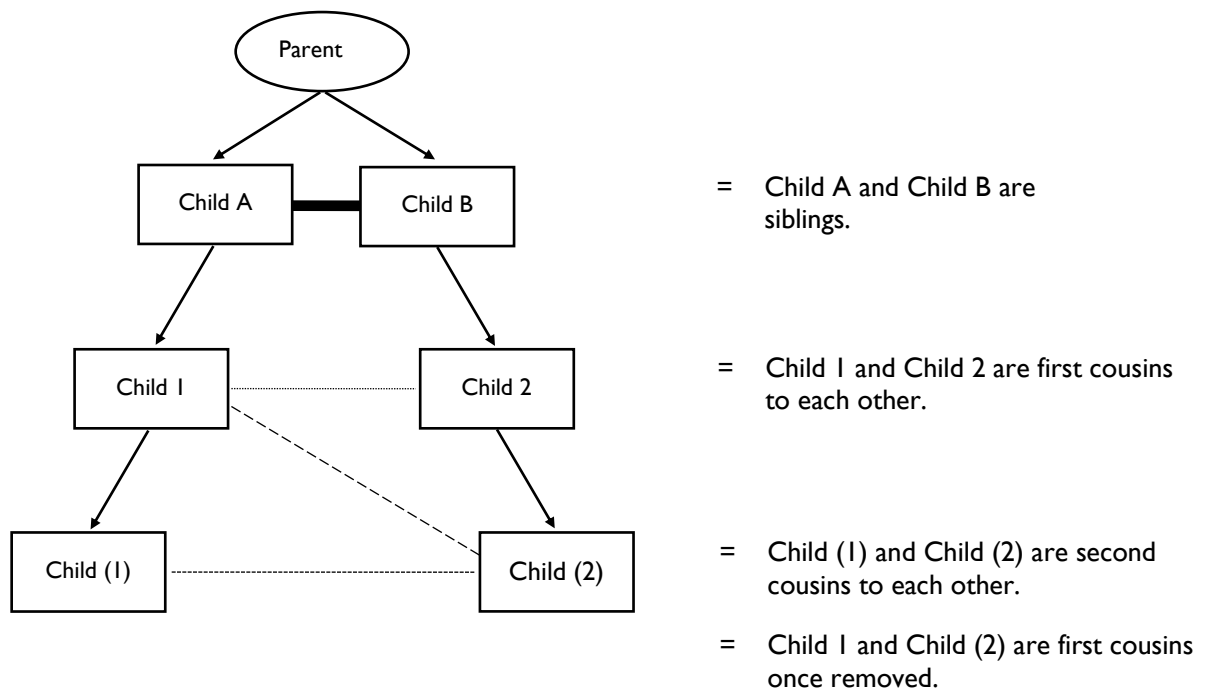 Parent
Child A
Child B
= Child A and Child B are
siblings.
Child 1
Child 2
= Child 1 and Child 2 are first cousins
to each other.
Child (1)
Child (2)
= Child (1) and Child (2) are second
cousins to each other.
= Child 1 and Child (2) are first cousins
once removed.